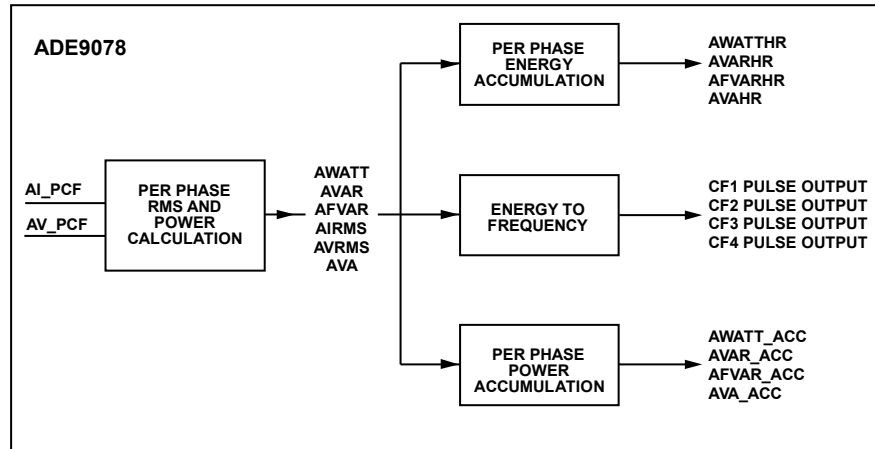 ADE9078
AI_PCF
AV_PCF
PER PHASE
RMS AND
POWER
CALCULATION
AWATT
AVAR
AFVAR
AIRMS
AVRMS
AVA
PER PHASE
ENERGY
ACCUMULATION
AWATTHR
AVARHR
AFVARHR
AVAHR
ENERGY TO
FREQUENCY
CF1 PULSE OUTPUT
CF2 PULSE OUTPUT
CF3 PULSE OUTPUT
CF4 PULSE OUTPUT
PER PHASE
POWER
ACCUMULATION
AWATT_ACC
AVAR_ACC
AFVAR_ACC
AVA_ACC